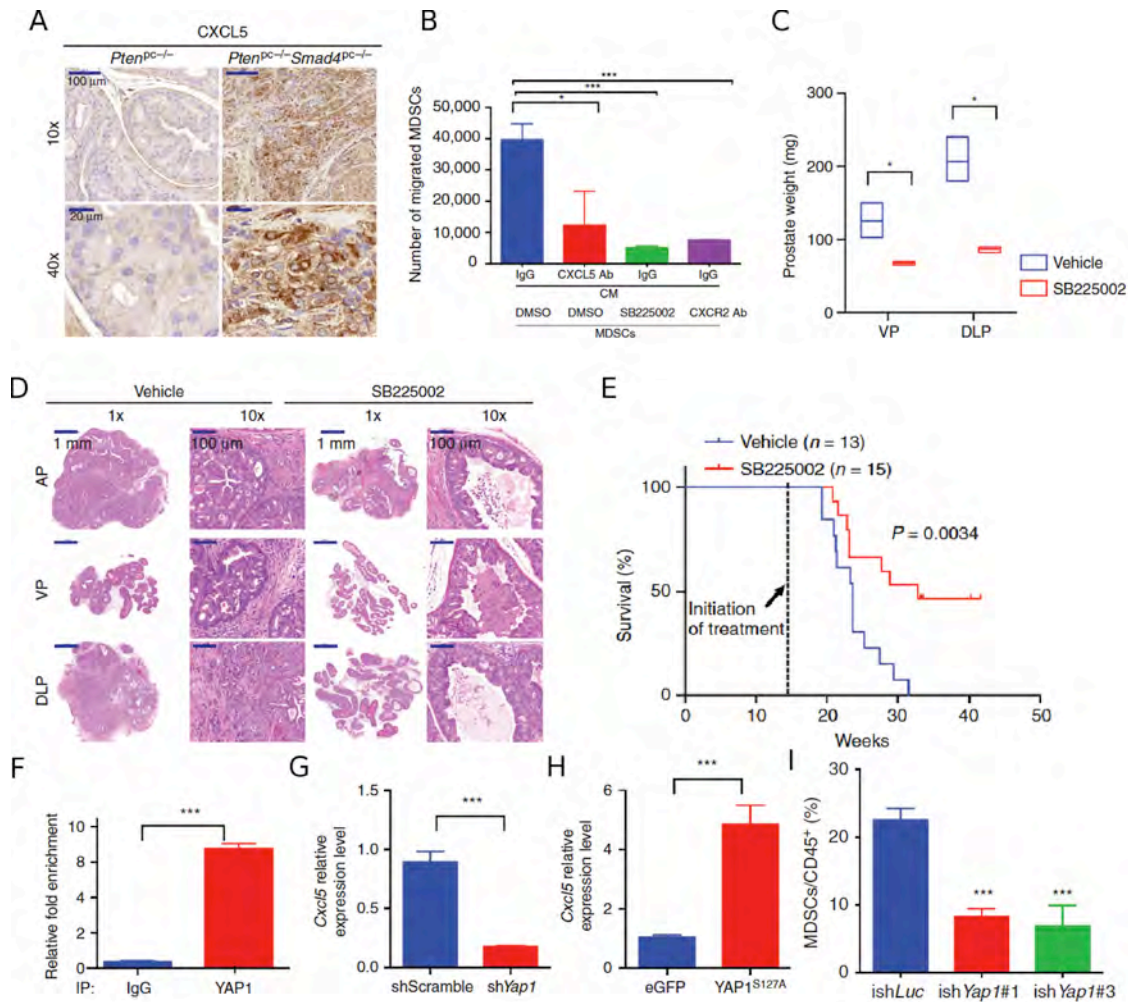 A
CXCL5
Pten^pc–/–
Pten^pc–/–Smad4^pc–/–
100 µm
10x
20 µm
40x
B
Number of migrated MDSCs
50,000
40,000
30,000
20,000
10,000
0
***
***
*
IgG CXCL5 Ab IgG IgG
CM
DMSO DMSO SB225002 CXCR2 Ab
MDSCs
C
Prostate weight (mg)
300
200
100
0
*
*
VP DLP
Vehicle
SB225002
D
Vehicle SB225002
1x 10x 1x 10x
1 mm 100 µm 1 mm 100 µm
AP
VP
DLP
E
Vehicle (n = 13)
SB225002 (n = 15)
P = 0.0034
Initiation
of treatment
Survival (%)
100
50
0
0 10 20 30 40 50
Weeks
F
Relative fold enrichment
10
8
6
4
2
0
***
IP: IgG YAP1
G
Cxcl5 relative
expression level
1.5
1.0
0.5
0.0
***
shScramble shYap1
H
Cxcl5 relative
expression level
6
4
2
0
***
eGFP YAP1^S127A
I
MDSCs/CD45⁺ (%)
30
20
10
0
*** ***
ishLuc ishYap1#1 ishYap1#3